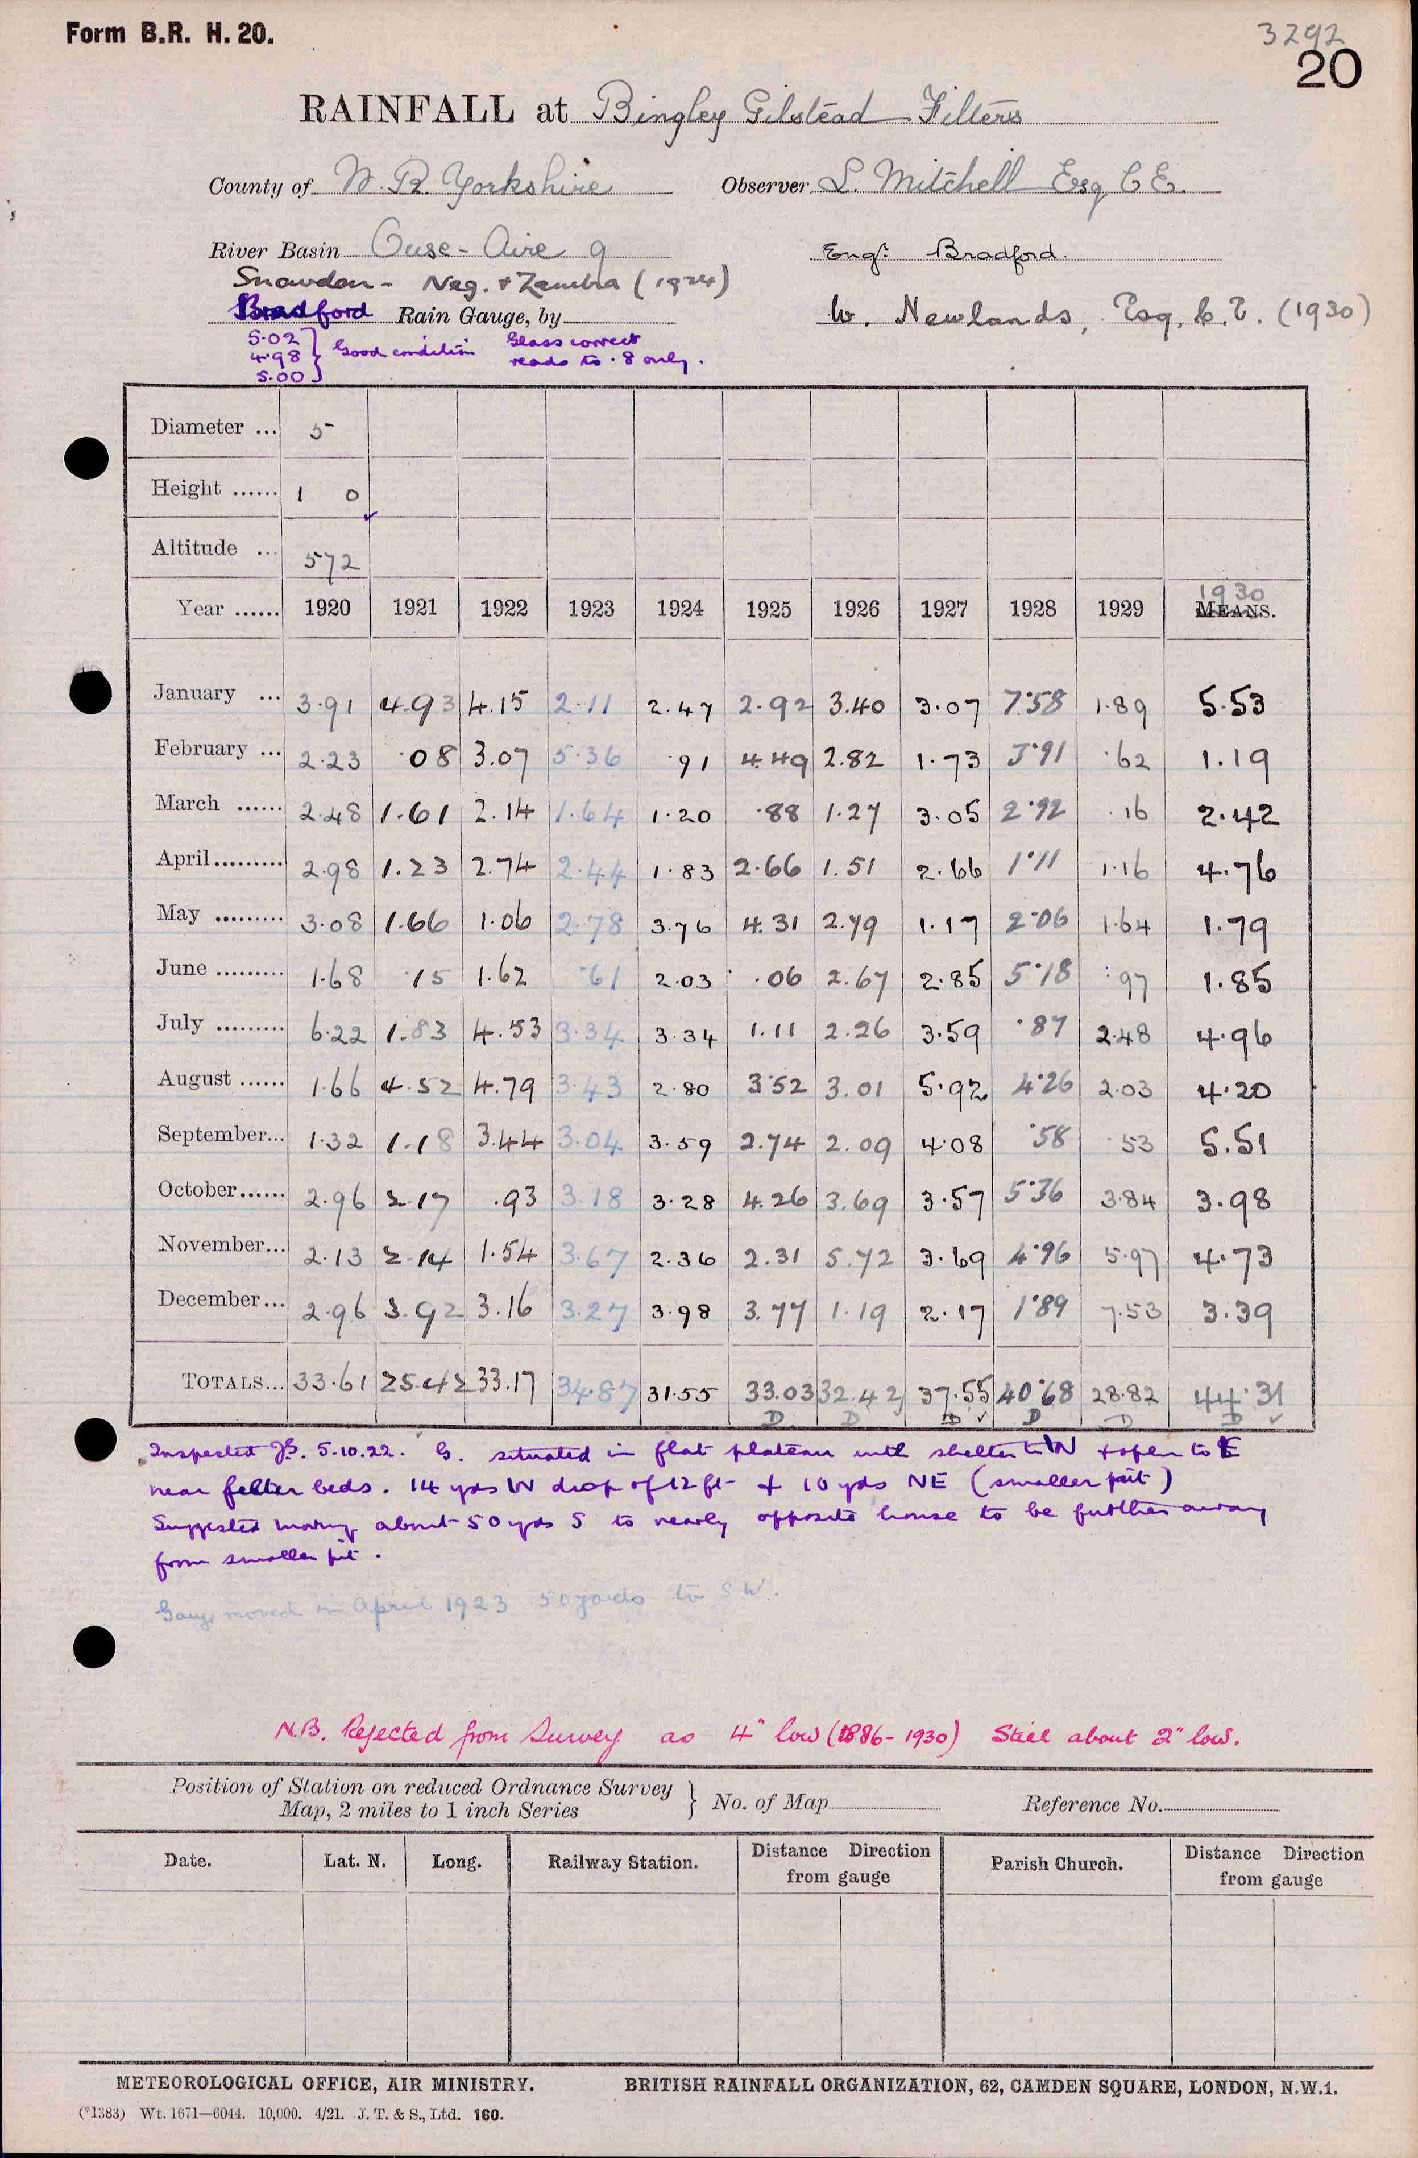 Form B.R. H. 20.
3292
20
RAINFALL at Bingley Gilstead Filters
County of W. R. Yorkshire Observer L. Mitchell Esq C E.
River Basin Ouse - Aire 9 Engr. Bradford.
Snowdon - Neg. & Zambra (1924)
Bradford Rain Gauge, by W. Newlands, Esq. C.E. (1930)
5.02
4.98 } Good condition Glass correct
5.00 reads to .8 only.
Diameter ... 5
Height ...... 1 0
Altitude ... 572
Year ...... 1920 1921 1922 1923 1924 1925 1926 1927 1928 1929 1930 MEANS.
January ... 3.91 4.93 4.15 2.11 2.47 2.92 3.40 3.07 7.58 1.89 5.53
February ... 2.23 .08 3.07 5.36 .91 4.49 2.82 1.73 3.91 .62 1.19
March ...... 2.48 1.61 2.14 1.64 1.20 .88 1.27 3.05 2.92 .16 2.42
April ......... 2.98 1.23 2.74 2.44 1.83 2.66 1.51 2.66 1.11 1.16 4.76
May ......... 3.08 1.66 1.06 2.78 3.76 4.31 2.79 1.17 2.06 1.64 1.79
June ......... 1.68 .15 1.62 .61 2.03 .06 2.67 2.85 5.18 .97 1.85
July ......... 6.22 1.83 4.53 3.34 3.34 1.11 2.26 3.59 .87 2.48 4.96
August ...... 1.66 4.52 4.79 3.43 2.80 3.52 3.01 5.92 4.26 2.03 4.20
September... 1.32 1.18 3.44 3.04 3.59 2.74 2.09 4.08 .58 .53 5.51
October...... 2.96 2.17 .93 3.18 3.28 4.26 3.69 3.57 5.36 3.84 3.98
November... 2.13 2.14 1.54 3.67 2.36 2.31 5.72 3.69 4.96 5.97 4.73
December... 2.96 3.92 3.16 3.27 3.98 3.77 1.19 2.17 1.89 7.53 3.39
TOTALS... 33.61 25.42 33.17 34.87 31.55 33.03 32.42 37.55 40.68 28.82 44.31
D D D ✓ D D D ✓
Inspected 5.10.22. G. situated in flat plateau with shelter to W & open to E
near filter beds. 14 yds W drop of 12 ft & 10 yds NE (smaller pit)
Suggested moving about 50 yds S to nearly opposite house to be further away
from smaller pit.
Gauge moved in April 1923 50 yards to S W.
N.B. Rejected from Survey as 4" low (1886-1930) Still about 2" low.
Position of Station on reduced Ordnance Survey
Map, 2 miles to 1 inch Series } No. of Map Reference No.
Date. Lat. N. Long. Railway Station. Distance Direction from gauge Parish Church. Distance Direction from gauge
METEOROLOGICAL OFFICE, AIR MINISTRY. BRITISH RAINFALL ORGANIZATION, 62, CAMDEN SQUARE, LONDON, N.W.1.
(*1383) Wt. 1671—6044. 10,000. 4/21. J. T. & S., Ltd. 160.